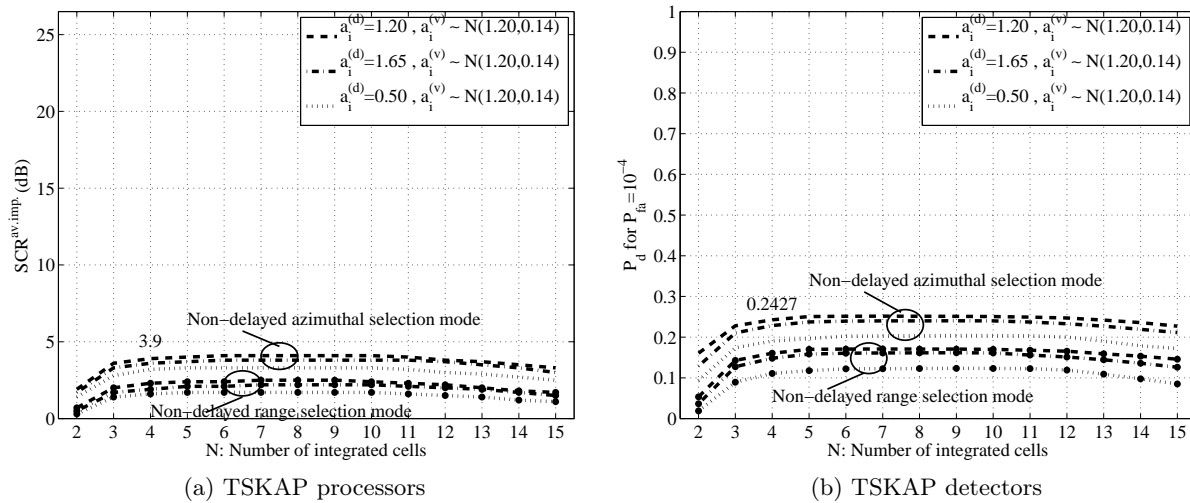 25
20
15
10
5
0
SCR^av.imp. (dB)
a_i^(d)=1.20 , a_i^(v) ~ N(1.20,0.14)
a_i^(d)=1.65 , a_i^(v) ~ N(1.20,0.14)
a_i^(d)=0.50 , a_i^(v) ~ N(1.20,0.14)
3.9
Non−delayed azimuthal selection mode
Non−delayed range selection mode
2 3 4 5 6 7 8 9 10 11 12 13 14 15
N: Number of integrated cells
(a) TSKAP processors
1
0.9
0.8
0.7
0.6
0.5
0.4
0.3
0.2
0.1
0
P_d for P_fa=10^−4
a_i^(d)=1.20 , a_i^(v) ~ N(1.20,0.14)
a_i^(d)=1.65 , a_i^(v) ~ N(1.20,0.14)
a_i^(d)=0.50 , a_i^(v) ~ N(1.20,0.14)
Non−delayed azimuthal selection mode
0.2427
Non−delayed range selection mode
2 3 4 5 6 7 8 9 10 11 12 13 14 15
N: Number of integrated cells
(b) TSKAP detectors